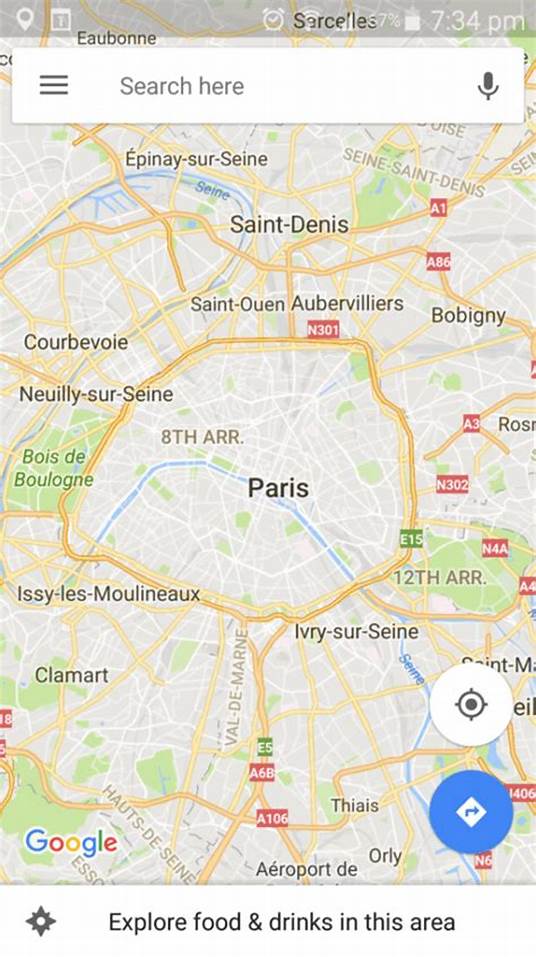 Sarcelles
67%
7:34 pm
Eaubonne
Search here
OISE
Épinay-sur-Seine
SEINE-SAINT-DENIS
Seine
A1
Saint-Denis
A86
Saint-Ouen
Aubervilliers
Bobigny
N301
Courbevoie
Neuilly-sur-Seine
A3
8TH ARR.
Bois de
Boulogne
Paris
N302
E15
N4A
12TH ARR.
Issy-les-Moulineaux
Ivry-sur-Seine
VAL-DE-MARNE
Seine
Clamart
E5
A6B
Thiais
A106
HAUTS-DE-SEINE
Google
Orly
N6
Aéroport de
Explore food & drinks in this area